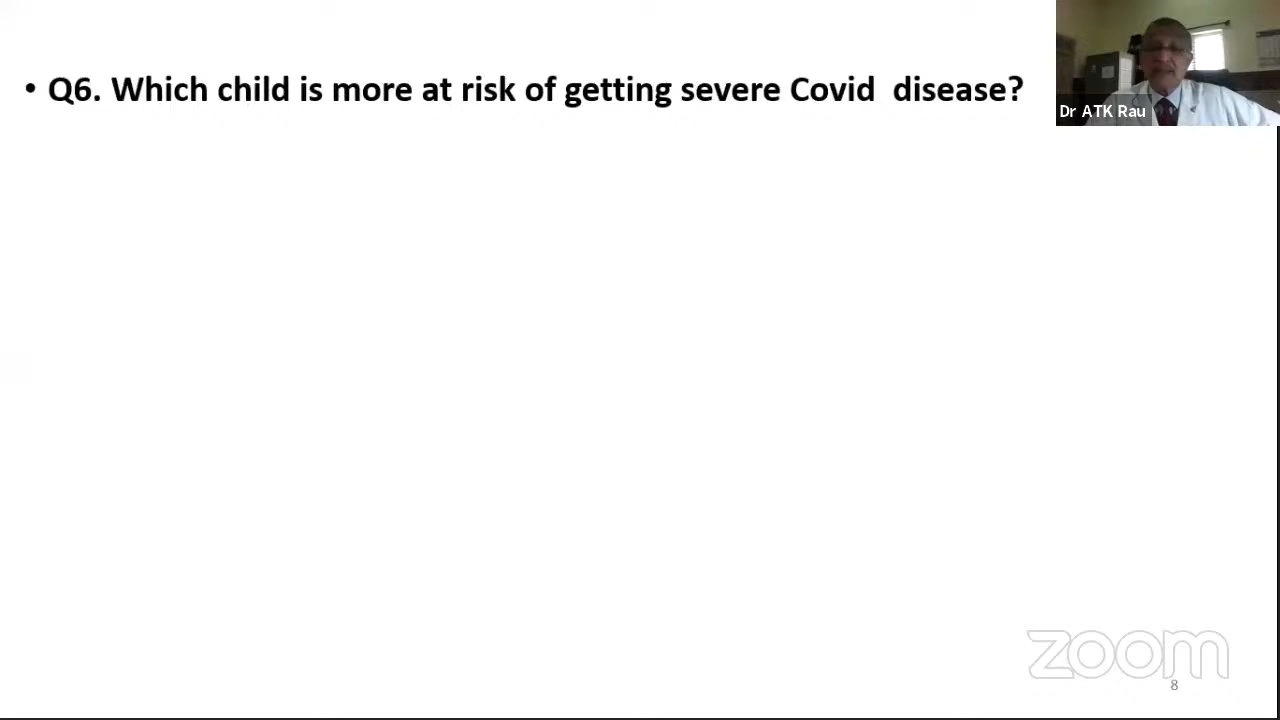 • Q6. Which child is more at risk of getting severe Covid  disease?
Dr ATK Rau
zoom
8